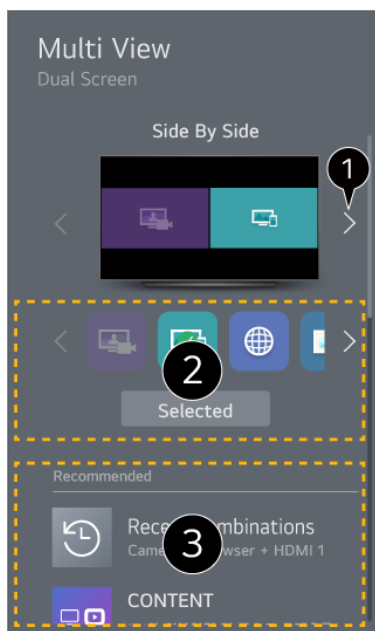 Multi View
Dual Screen
Side By Side
1
2
Selected
Recommended
3
CONTENT
+ HDMI 1